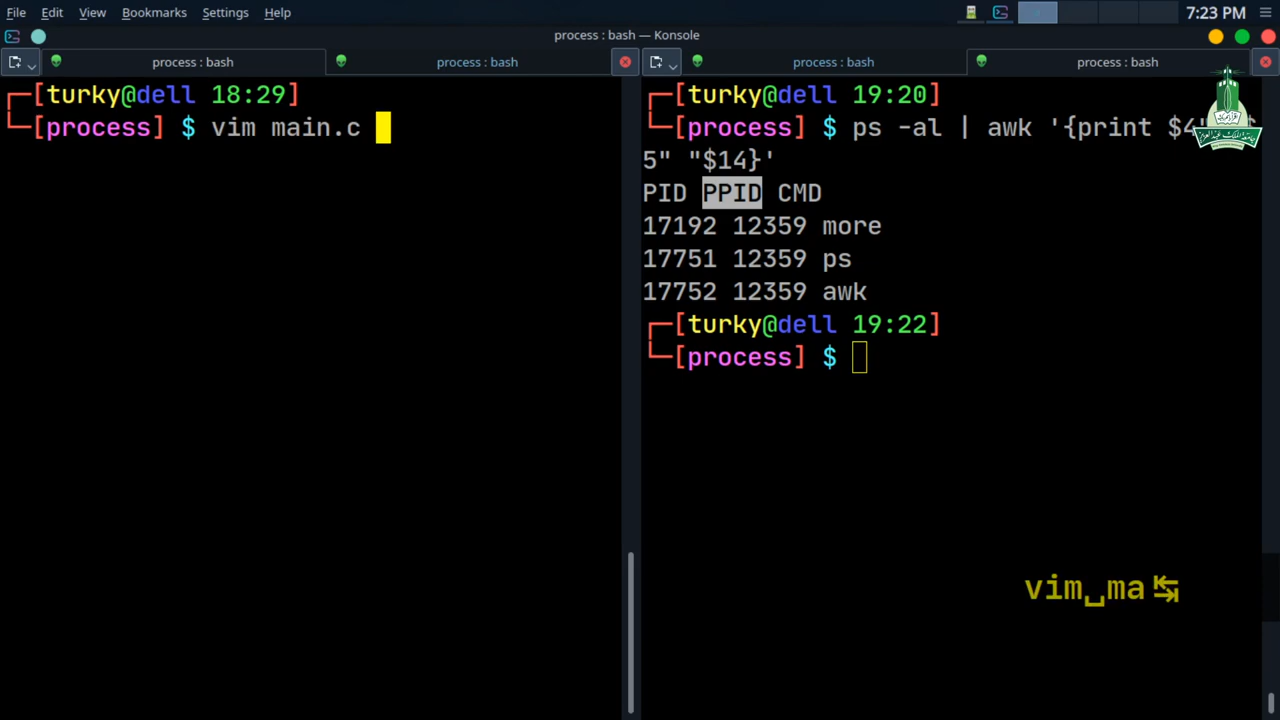 File Edit View Bookmarks Settings Help 7:23 PM
process : bash — Konsole
process : bash process : bash process : bash process : bash
┌─[turky@dell 18:29]
└─[process] $ vim main.c
┌─[turky@dell 19:20]
└─[process] $ ps -al | awk '{print $4"
5" "$14}'
PID PPID CMD
17192 12359 more
17751 12359 ps
17752 12359 awk
┌─[turky@dell 19:22]
└─[process] $
vim␣ma↹